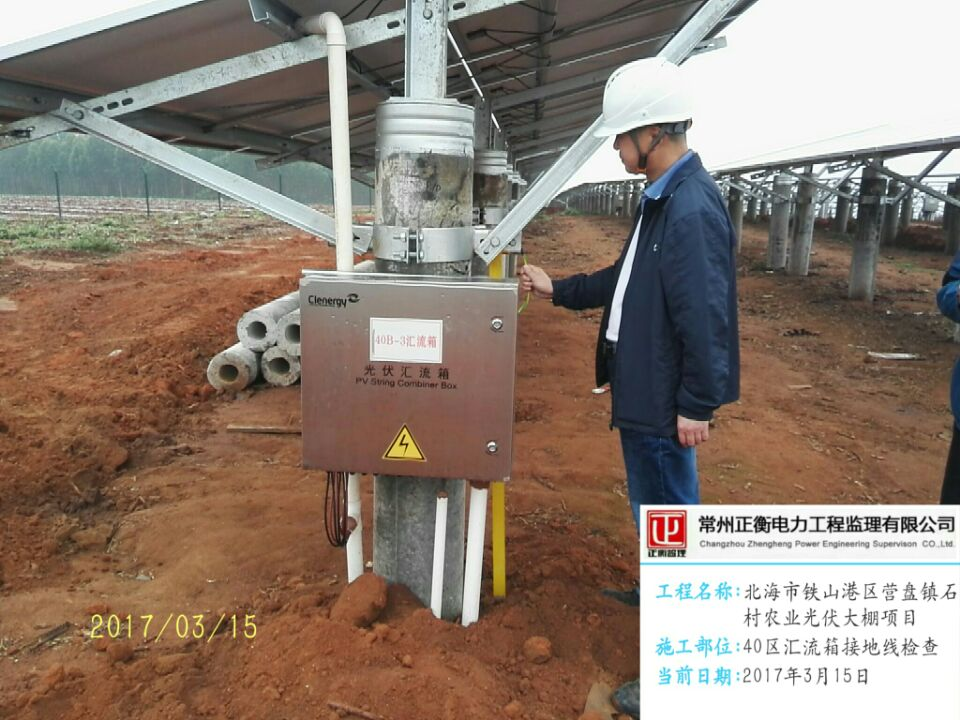 Clenergy
40B-3汇流箱
光伏汇流箱
PV String Combiner Box
2017/03/15
正衡监理
常州正衡电力工程监理有限公司
Changzhou Zhengheng Power Engineering Supervison CO.,Ltd.
工程名称:北海市铁山港区营盘镇石
村农业光伏大棚项目
施工部位:40区汇流箱接地线检查
当前日期:2017年3月15日